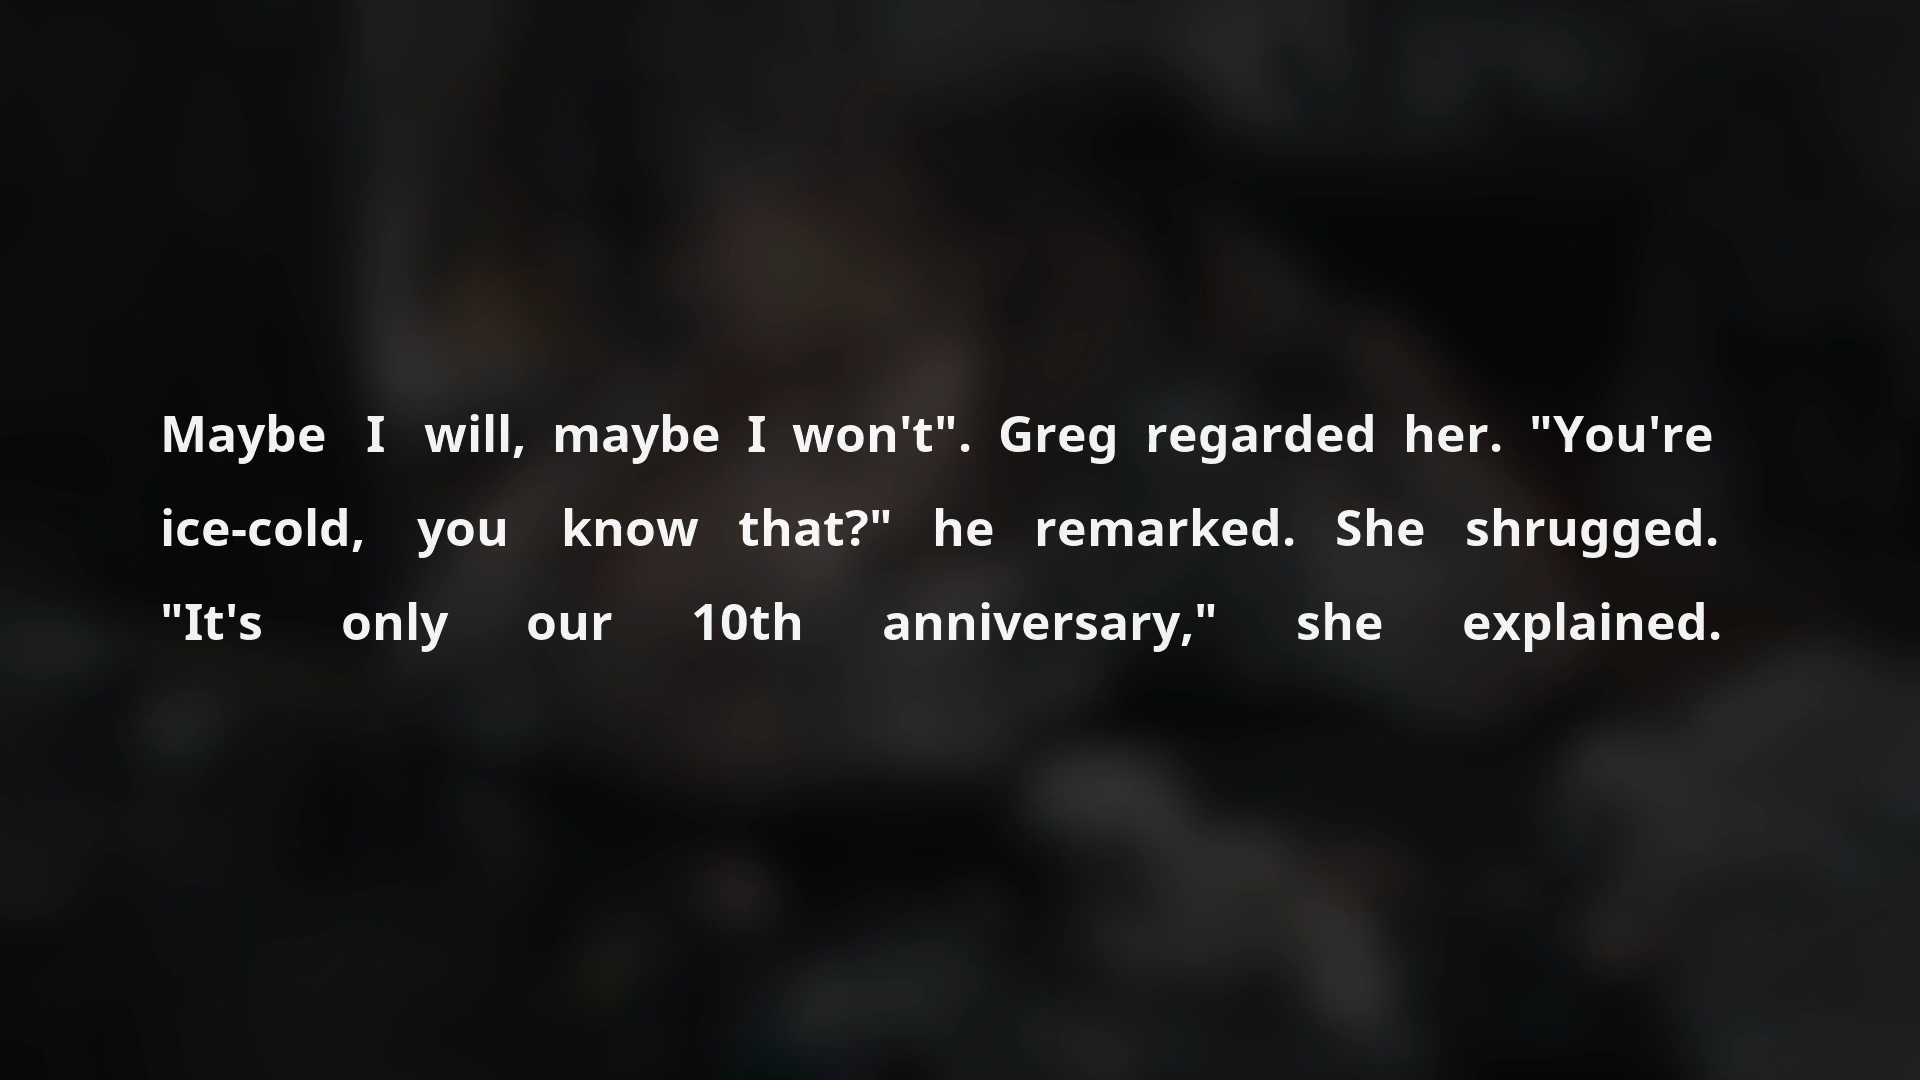 Maybe I will, maybe I won't". Greg regarded her. "You're
ice-cold, you know that?" he remarked. She shrugged.
"It's only our 10th anniversary," she explained.